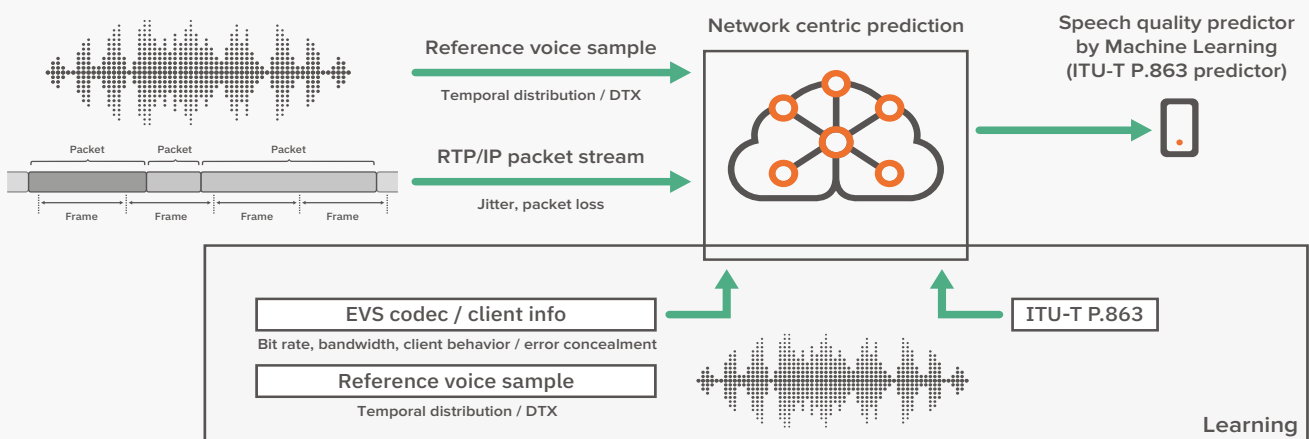 Network centric prediction
Speech quality predictor
by Machine Learning
(ITU-T P.863 predictor)
Reference voice sample
Temporal distribution / DTX
Packet Packet Packet
RTP/IP packet stream
Jitter, packet loss
Frame Frame Frame Frame
EVS codec / client info
Bit rate, bandwidth, client behavior / error concealment
ITU-T P.863
Reference voice sample
Temporal distribution / DTX
Learning